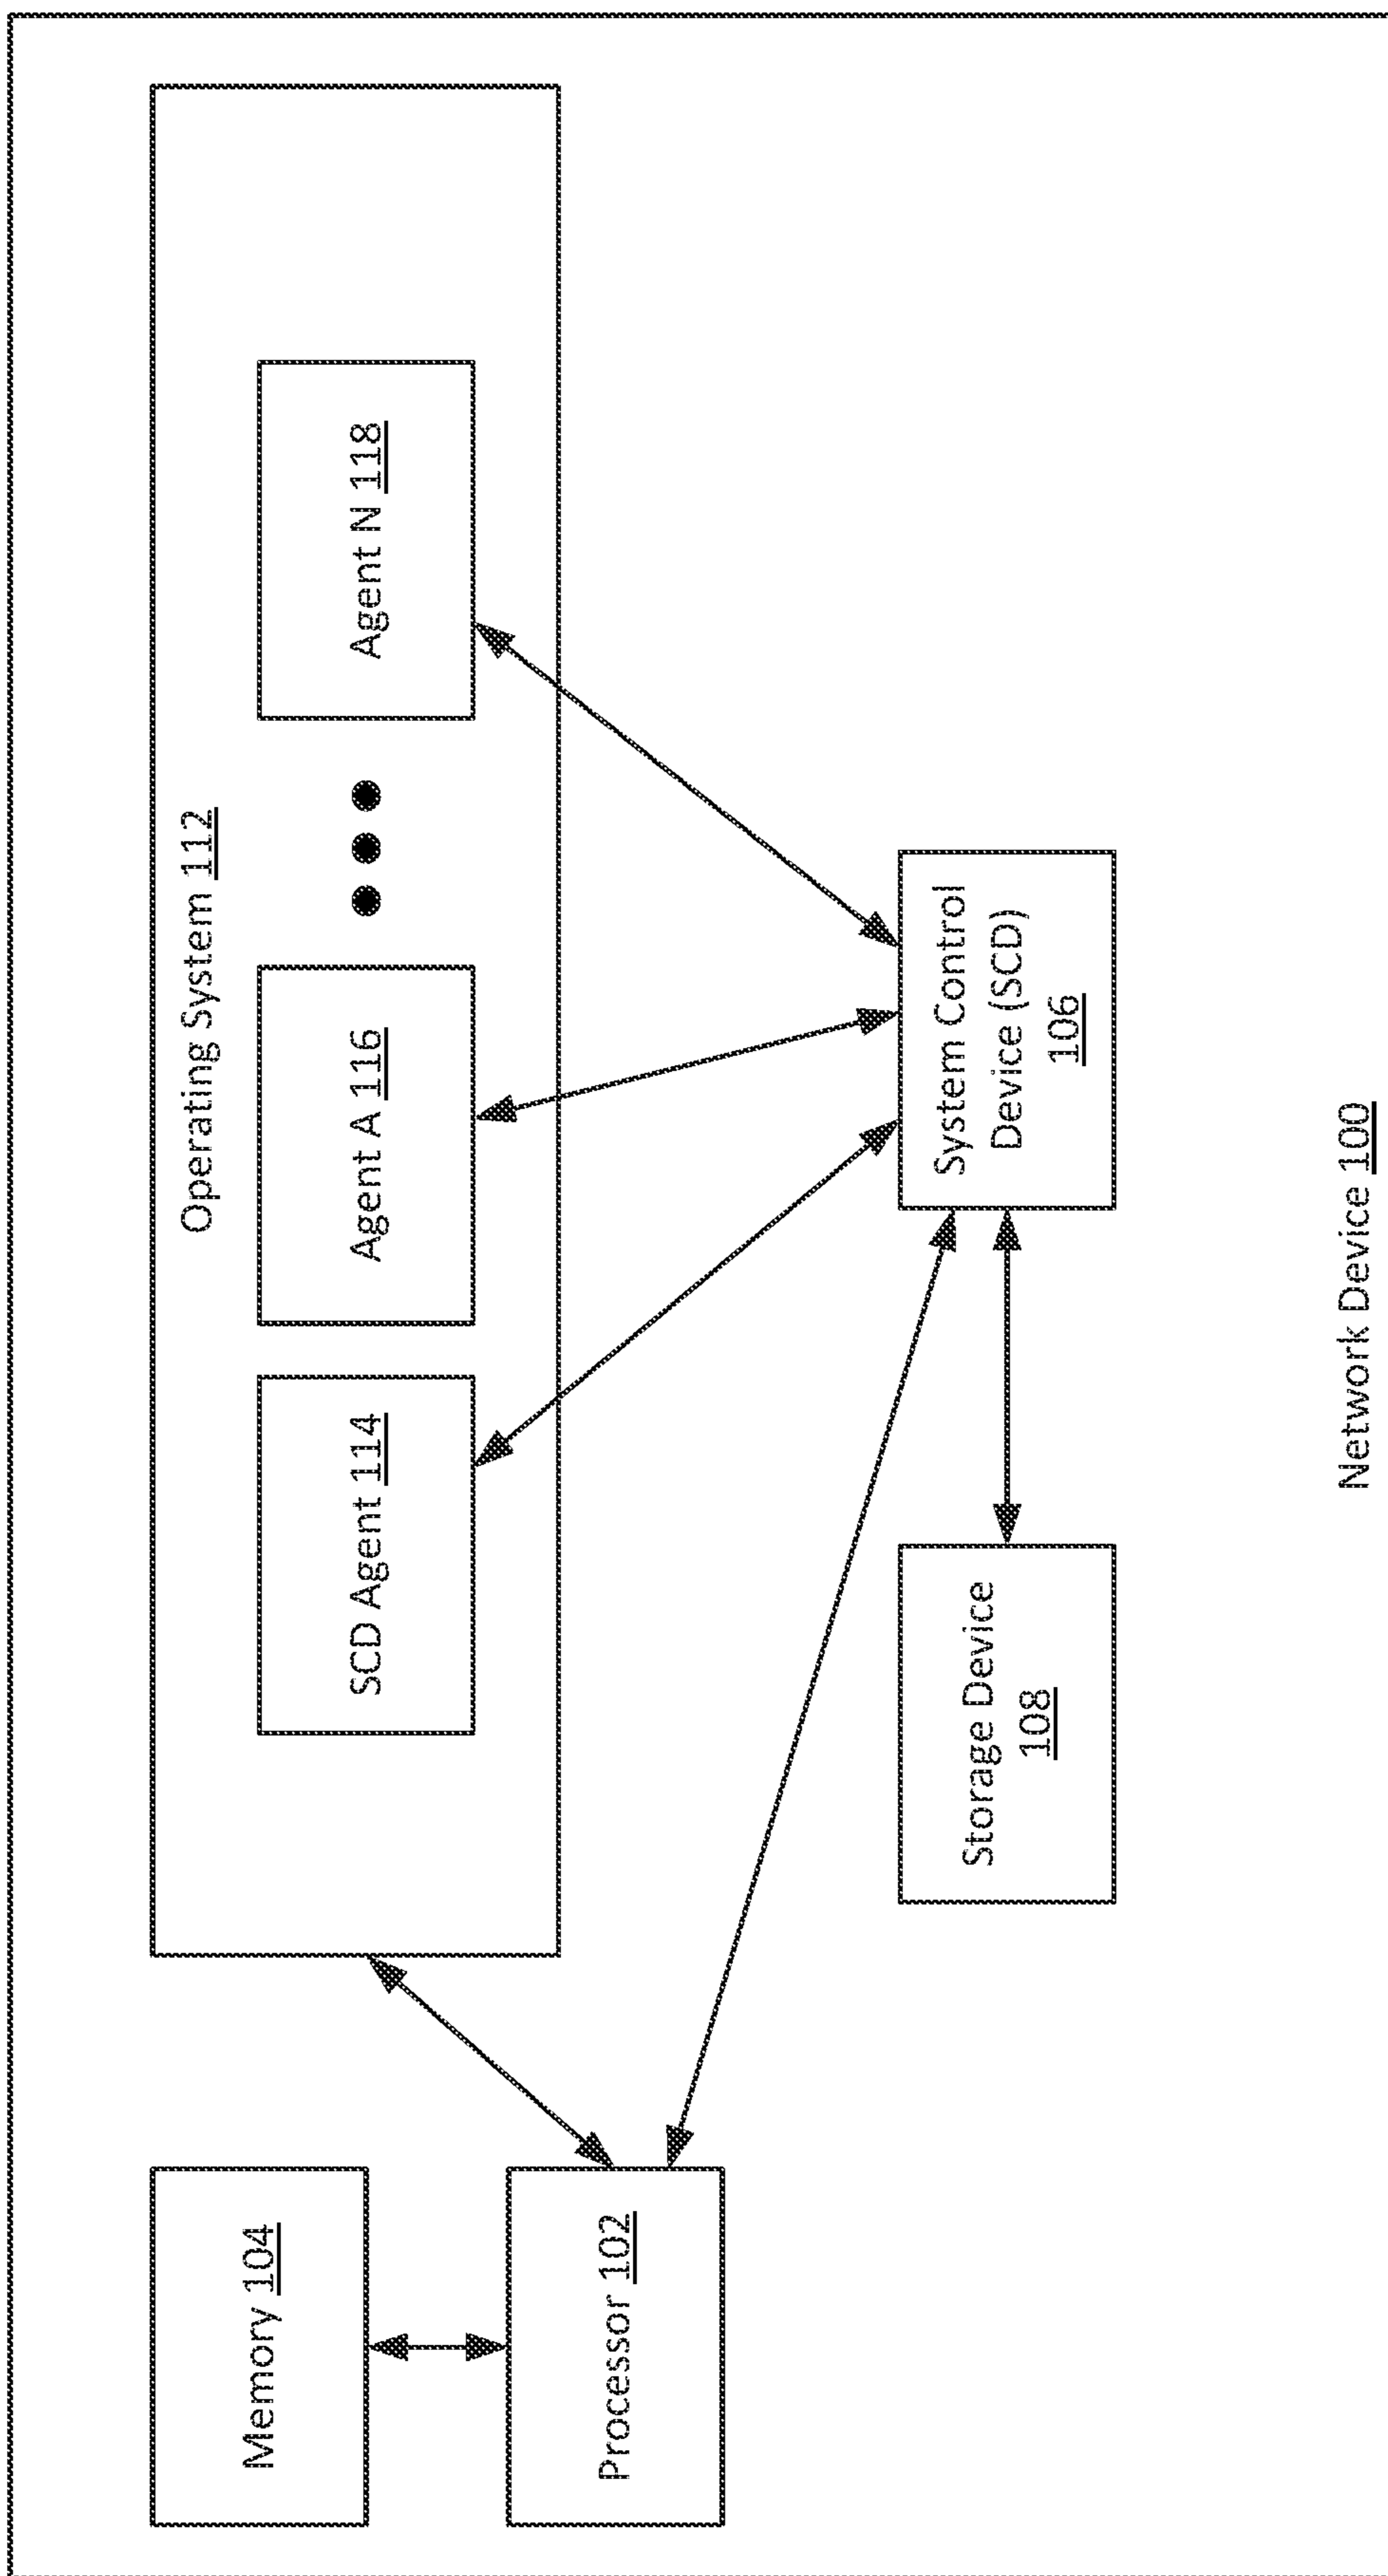 Memory 104
Processor 102
Operating System 112
SCD Agent 114
Agent A 116
Agent N 118
Storage Device
108
System Control
Device (SCD)
106
Network Device 100